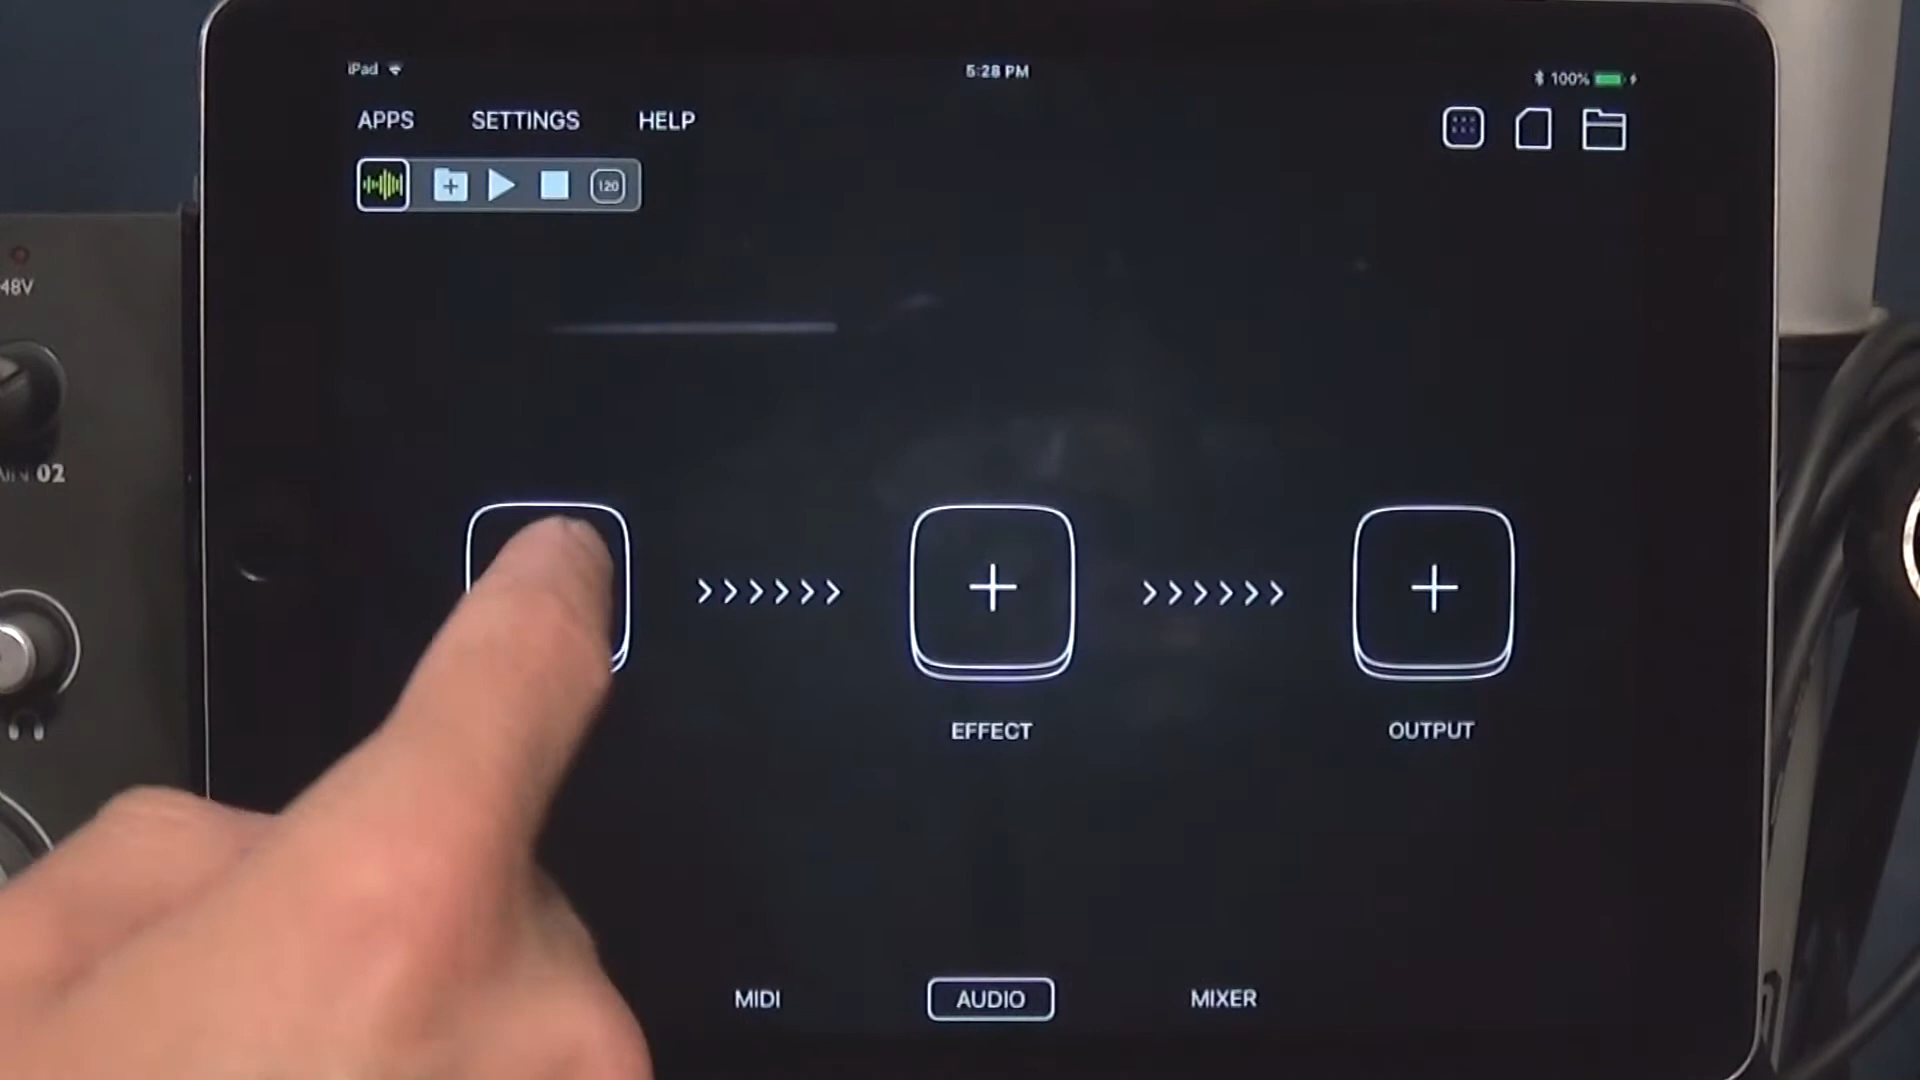 iPad
5:28 PM
100%
APPS SETTINGS HELP
120
48V
02
EFFECT
OUTPUT
MIDI AUDIO MIXER